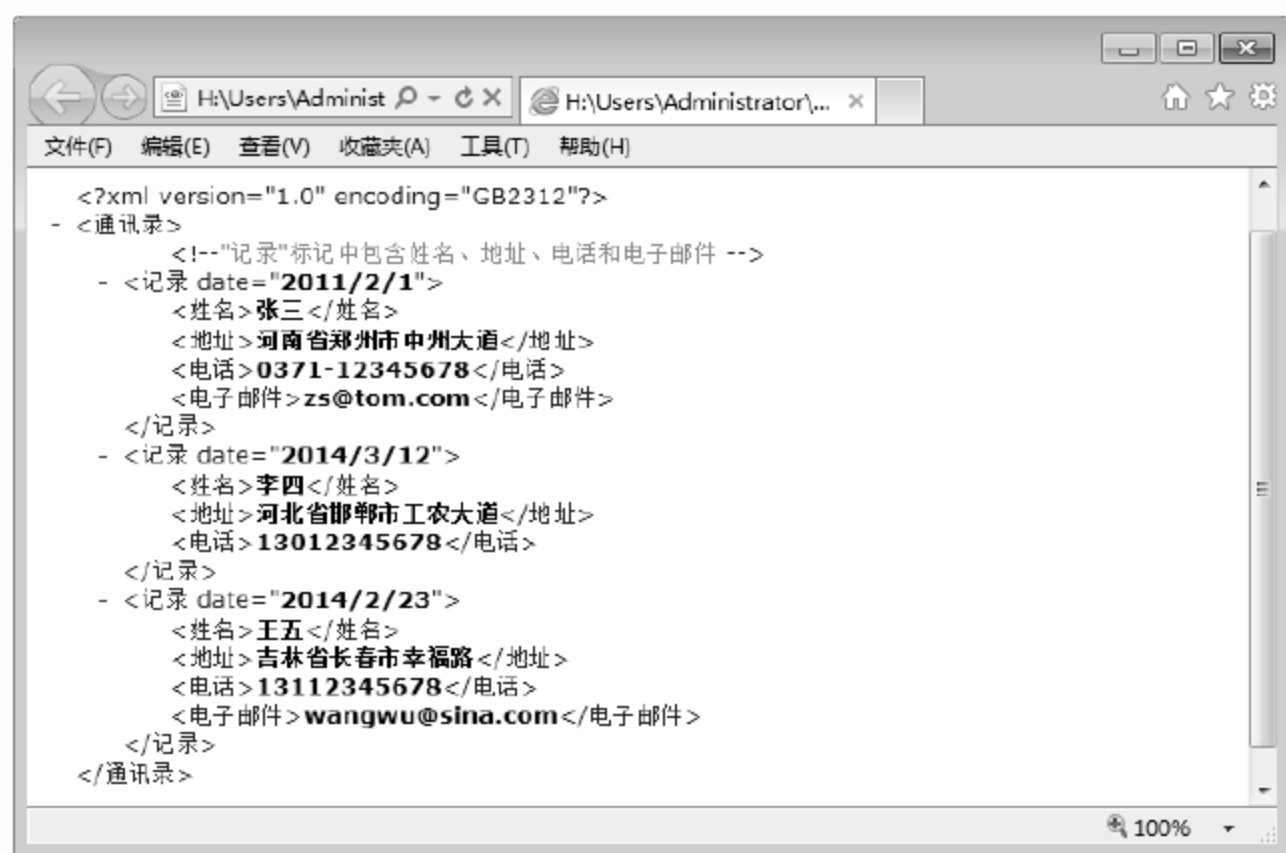 H:\Users\Administ
H:\Users\Administrator\...
文件(F) 编辑(E) 查看(V) 收藏夹(A) 工具(T) 帮助(H)
<?xml version="1.0" encoding="GB2312"?>
- <通讯录>
<!--"记录"标记中包含姓名、地址、电话和电子邮件 -->
- <记录 date="2011/2/1">
<姓名>张三</姓名>
<地址>河南省郑州市中州大道</地址>
<电话>0371-12345678</电话>
<电子邮件>zs@tom.com</电子邮件>
</记录>
- <记录 date="2014/3/12">
<姓名>李四</姓名>
<地址>河北省邯郸市工农大道</地址>
<电话>13012345678</电话>
</记录>
- <记录 date="2014/2/23">
<姓名>王五</姓名>
<地址>吉林省长春市幸福路</地址>
<电话>13112345678</电话>
<电子邮件>wangwu@sina.com</电子邮件>
</记录>
</通讯录>
100%